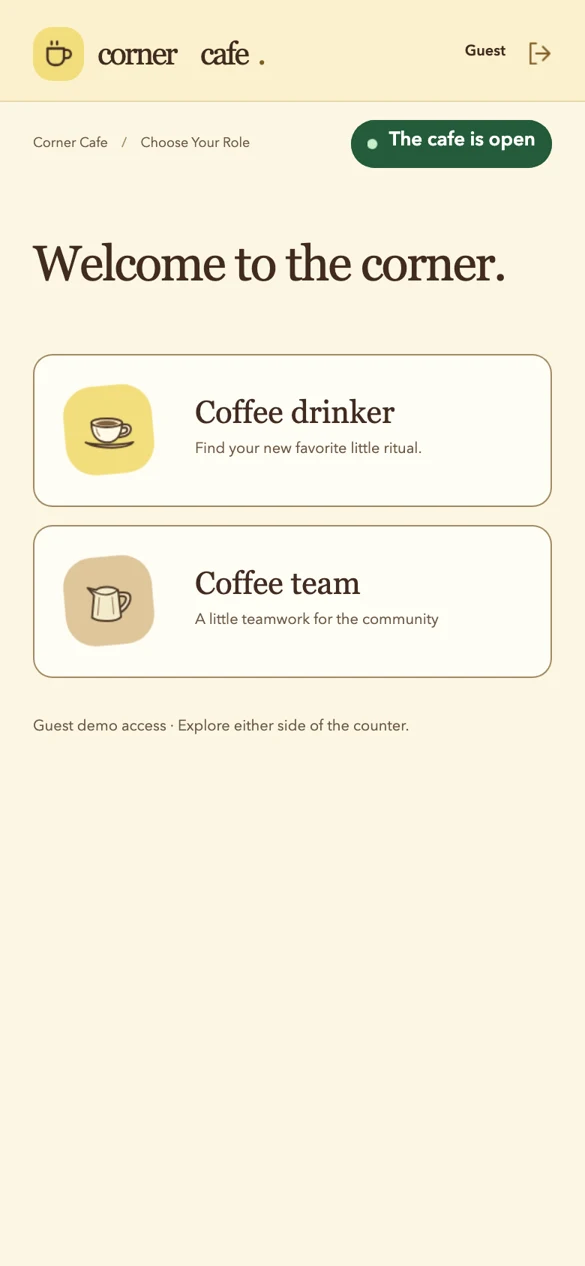 corner cafe .
Guest
Corner Cafe / Choose Your Role
The cafe is open
Welcome to the corner.
Coffee drinker
Find your new favorite little ritual.
Coffee team
A little teamwork for the community
Guest demo access · Explore either side of the counter.